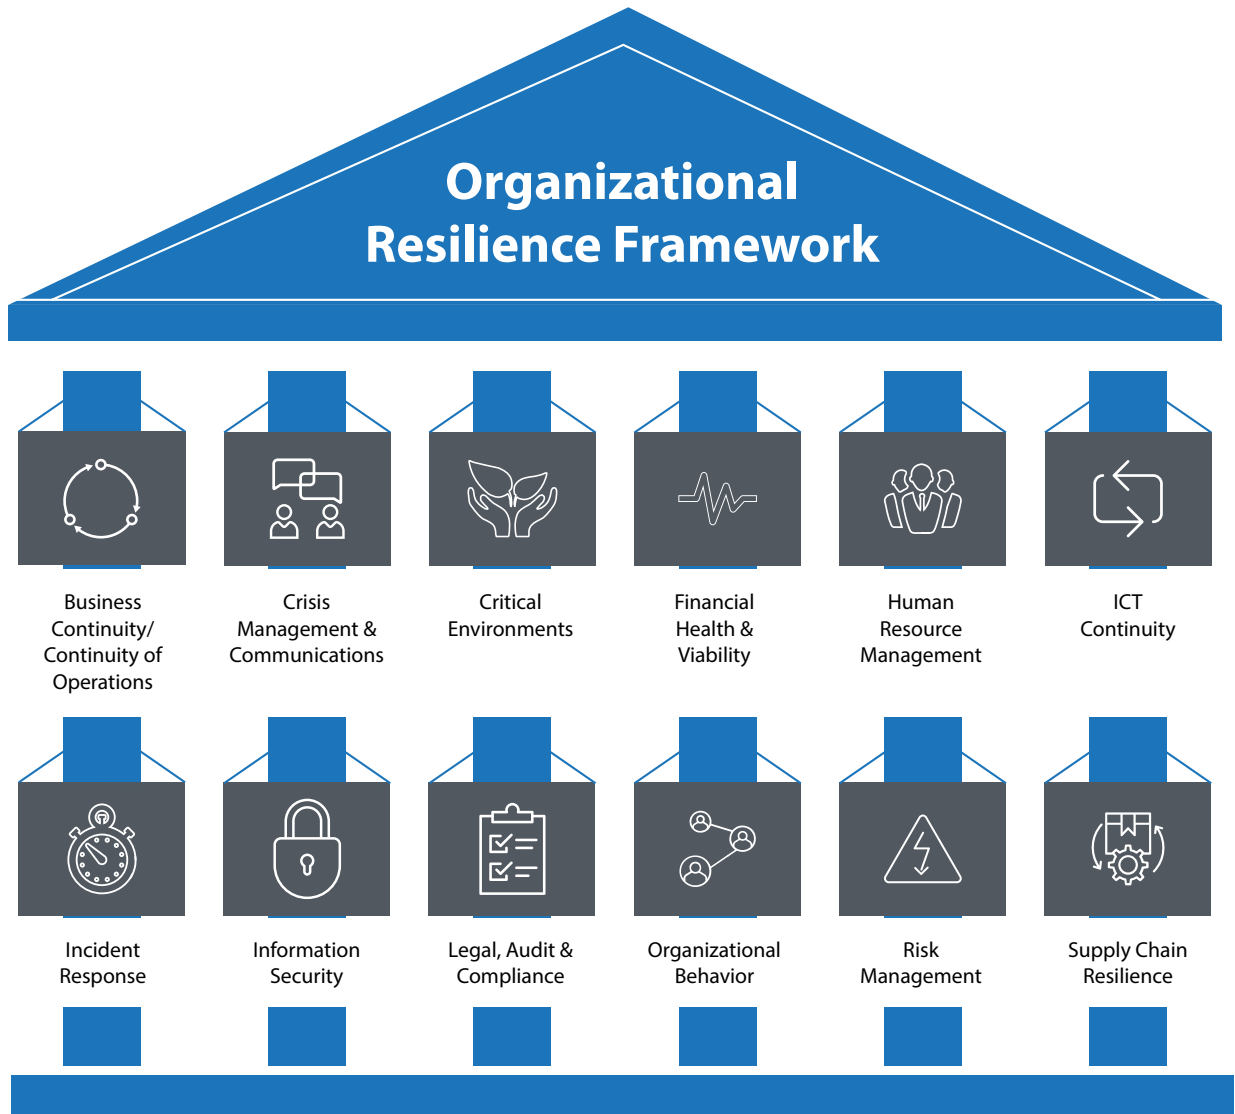 Organizational
Resilience Framework
Business
Continuity/
Continuity of
Operations
Crisis
Management &
Communications
Critical
Environments
Financial
Health &
Viability
Human
Resource
Management
ICT
Continuity
Incident
Response
Information
Security
Legal, Audit &
Compliance
Organizational
Behavior
Risk
Management
Supply Chain
Resilience